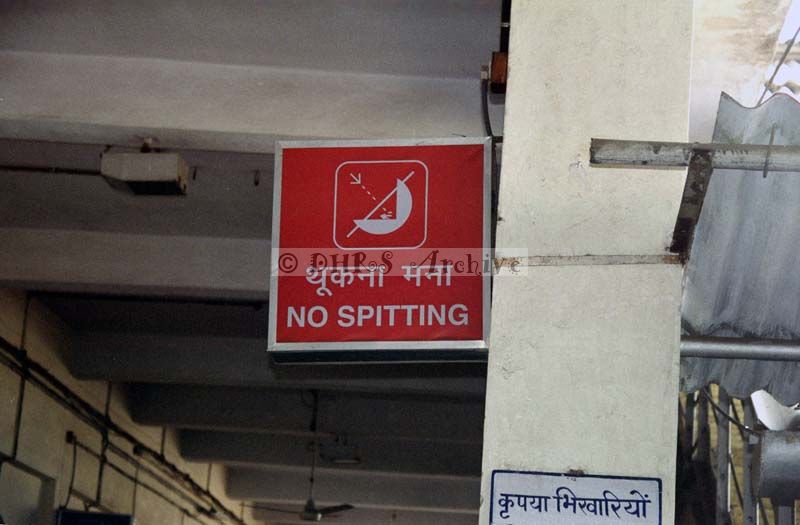 © DHRS Archive
थूकना मना
NO SPITTING
कृपया भिखारियों